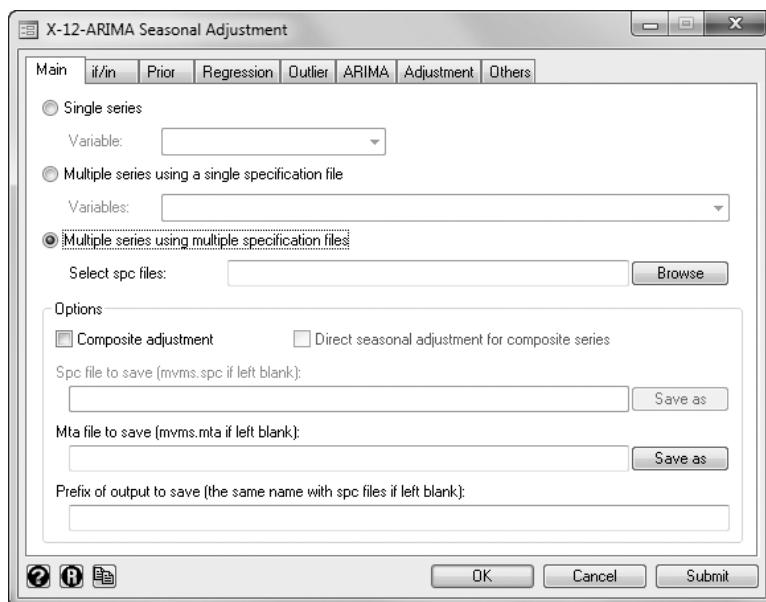 X-12-ARIMA Seasonal Adjustment
Main if/in Prior Regression Outlier ARIMA Adjustment Others
Single series
Variable:
Multiple series using a single specification file
Variables:
Multiple series using multiple specification files
Select spc files: Browse
Options
Composite adjustment Direct seasonal adjustment for composite series
Spc file to save (mvms.spc if left blank):
Save as
Mta file to save (mvms.mta if left blank):
Save as
Prefix of output to save (the same name with spc files if left blank):
OK Cancel Submit